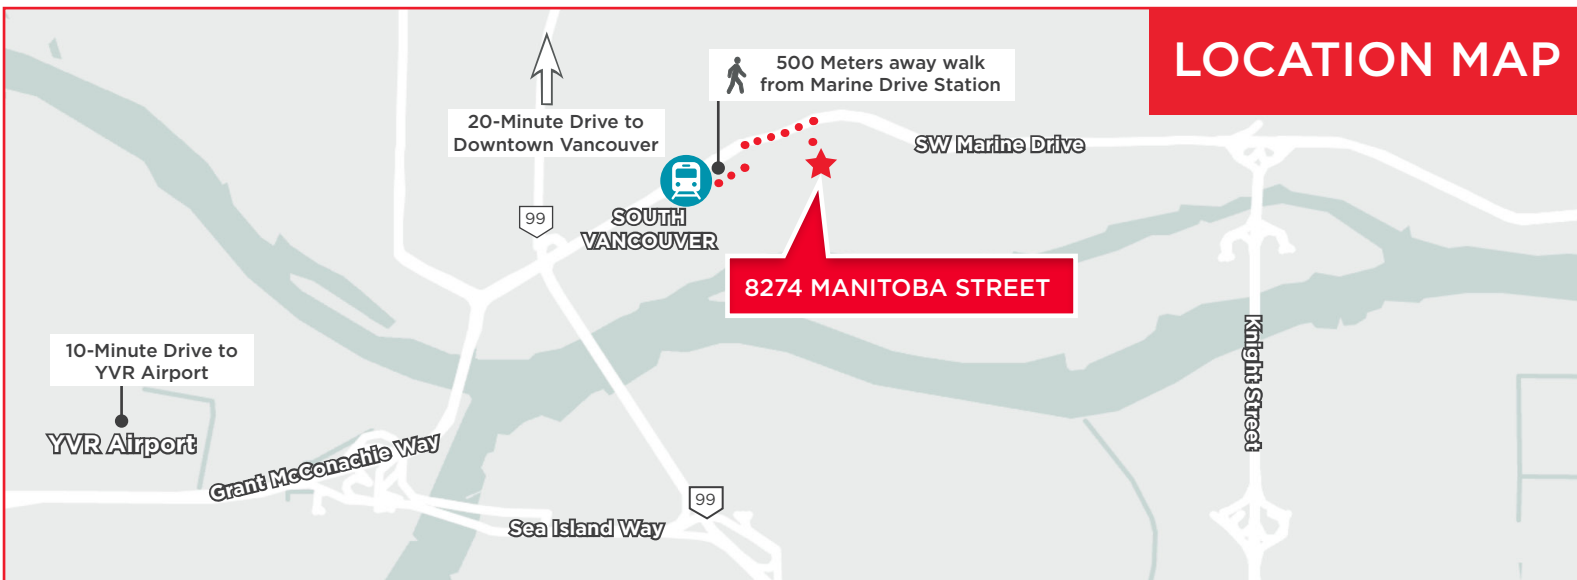 LOCATION MAP
500 Meters away walk
from Marine Drive Station
20-Minute Drive to
Downtown Vancouver
SW Marine Drive
99
SOUTH
VANCOUVER
8274 MANITOBA STREET
10-Minute Drive to
YVR Airport
YVR Airport
Knight Street
Grant McConachie Way
99
Sea Island Way